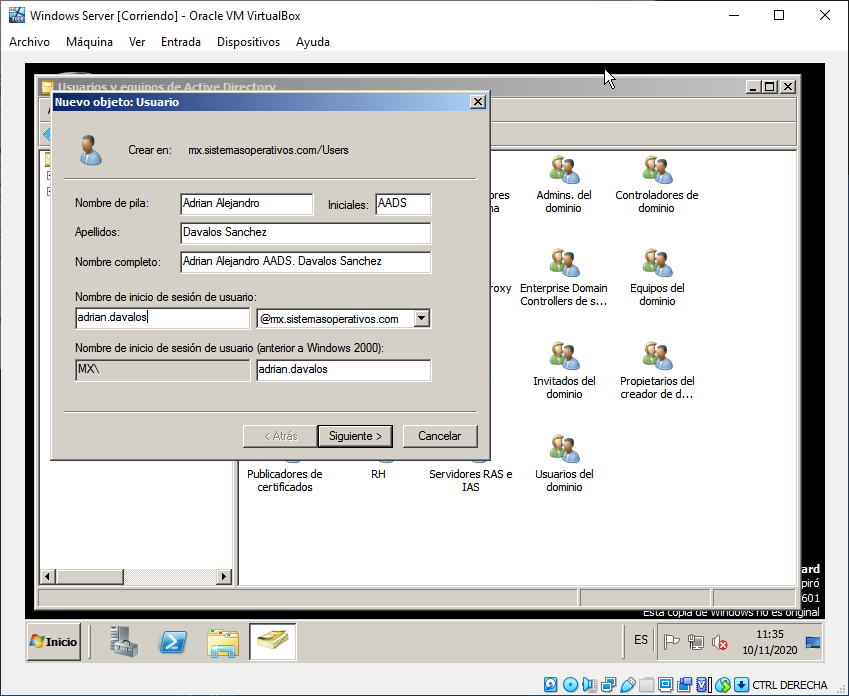 Windows Server [Corriendo] - Oracle VM VirtualBox
Archivo Máquina Ver Entrada Dispositivos Ayuda
Usuarios y equipos de Active Directory
Nuevo objeto: Usuario
Crear en: mx.sistemasoperativos.com/Users
Nombre de pila: Adrian Alejandro Iniciales: AADS
Apellidos: Davalos Sanchez
Nombre completo: Adrian Alejandro AADS. Davalos Sanchez
Nombre de inicio de sesión de usuario:
adrian.davalos @mx.sistemasoperativos.com
Nombre de inicio de sesión de usuario (anterior a Windows 2000):
MX\ adrian.davalos
< Atrás Siguiente > Cancelar
Admins. del
dominio
Controladores de
dominio
Enterprise Domain
Controllers de s...
Equipos del
dominio
Invitados del
dominio
Propietarios del
creador de d...
Publicadores de
certificados
RH
Servidores RAS e
IAS
Usuarios del
dominio
ard
piró
601
Esta copia de Windows no es original
Inicio
ES
11:35
10/11/2020
CTRL DERECHA